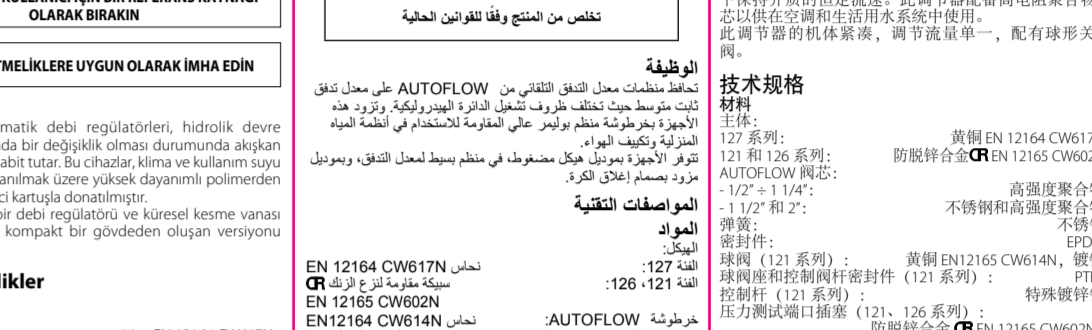 OLARAK BIRAKIN
TMELİKLERE UYGUN OLARAK İMHA EDİN
matik debi regülatörleri, hidrolik devre
nda bir değişiklik olması durumunda akışkan
abit tutar. Bu cihazlar, klima ve kullanım suyu
anılmak üzere yüksek dayanımlı polimerden
ci kartuşla donatılmıştır.
bir debi regülatörü ve küresel kesme vanası
kompakt bir gövdeden oluşan versiyonu
likler
تخلص من المنتج وفقًا للقوانين الحالية
الوظيفة
تحافظ منظمات معدل التدفق التلقائي من AUTOFLOW على معدل تدفق
ثابت متوسط حيث تختلف ظروف تشغيل الدائرة الهيدروليكية. وتزود هذه
الأجهزة بخرطوشة منظم بوليمر عالي المقاومة للاستخدام في أنظمة المياه
المنزلية وتكييف الهواء.
تتوفر الأجهزة بموديل هيكل مضغوط، في منظم بسيط لمعدل التدفق، وبموديل
مزود بصمام إغلاق الكرة.
المواصفات التقنية
المواد
الهيكل:
الفئة 127: نحاس EN 12164 CW617N
الفئة 121، 126: سبيكة مقاومة لنزع الزنك CR
EN 12165 CW602N
خرطوشة AUTOFLOW: نحاس EN12164 CW614N
芯以供在空调和生活用水系统中使用。
此调节器的机体紧凑，调节流量单一，配有球形关
阀。
技术规格
材料
主体：
127 系列： 黄铜 EN 12164 CW617
121 和 126 系列： 防脱锌合金CR EN 12165 CW602
AUTOFLOW 阀芯：
- 1/2” ÷ 1 1/4”： 高强度聚合
- 1 1/2” 和 2”： 不锈钢和高强度聚合
弹簧： 不锈
密封件： EPD
球阀（121 系列）： 黄铜 EN12165 CW614N，镀
球阀座和控制阀杆密封件（121 系列）： PT
控制杆（121 系列）： 特殊镀锌
压力测试端口插塞（121、126 系列）：
防脱锌合金 CR EN 12165 CW602